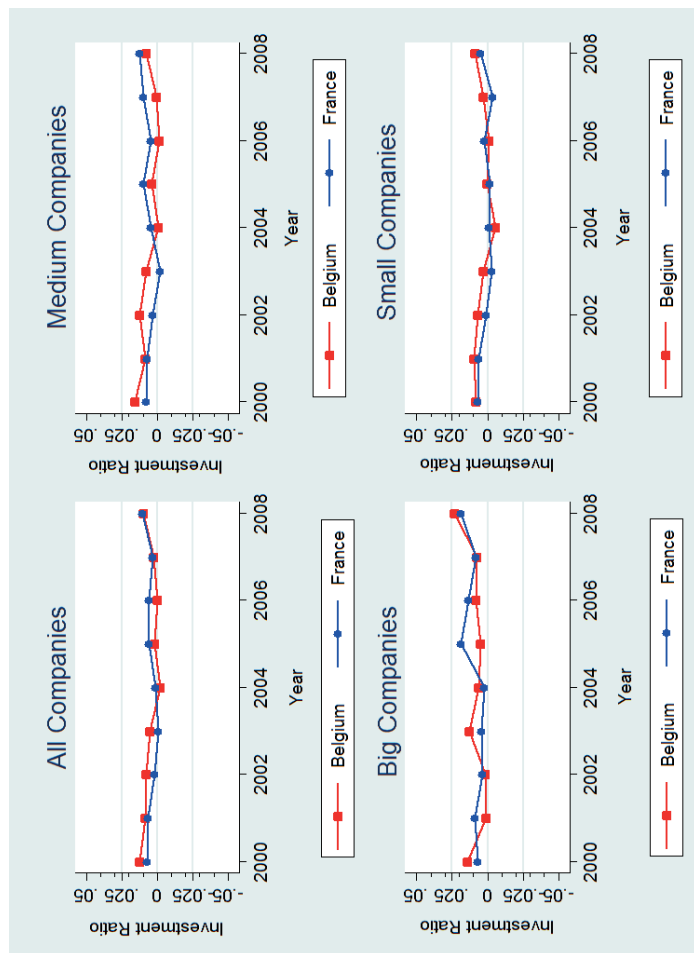 All Companies
Investment Ratio
.05
.025
0
-.025
-.05
2000 2002 2004 2006 2008
Year
Belgium France
Medium Companies
Investment Ratio
.05
.025
0
-.025
-.05
2000 2002 2004 2006 2008
Year
Belgium France
Big Companies
Investment Ratio
.05
.025
0
-.025
-.05
2000 2002 2004 2006 2008
Year
Belgium France
Small Companies
Investment Ratio
.05
.025
0
-.025
-.05
2000 2002 2004 2006 2008
Year
Belgium France